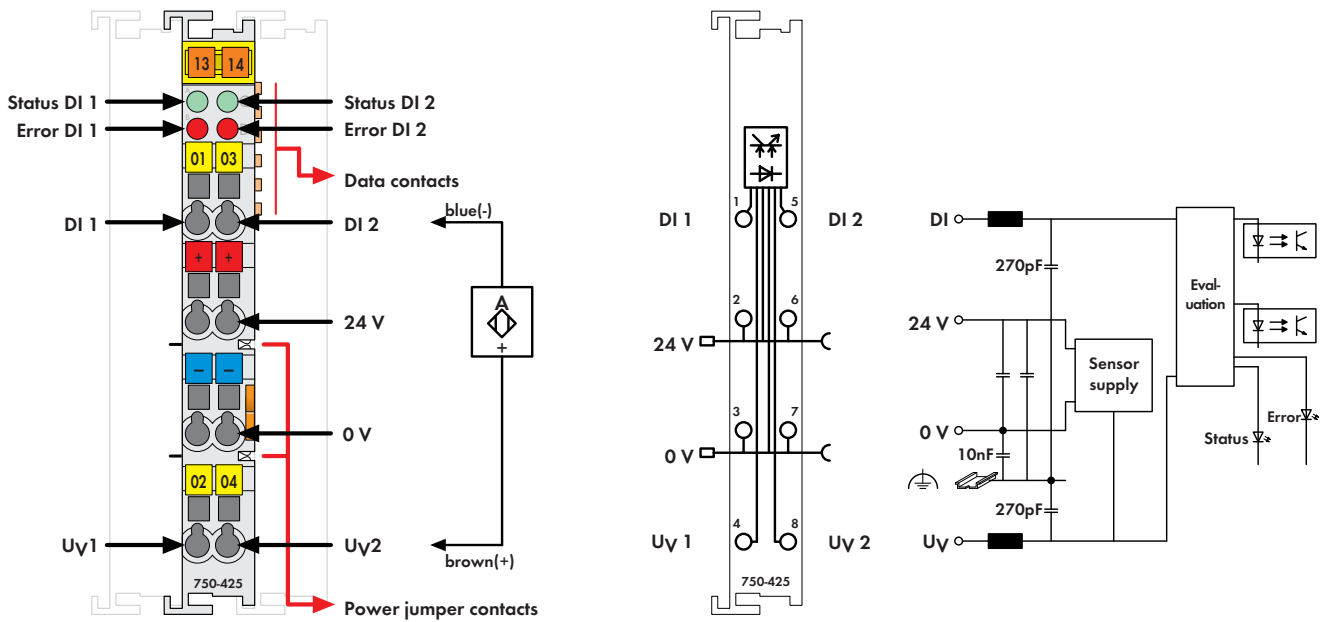 13 14
Status DI 1
Status DI 2
Error DI 1
Error DI 2
01 03
Data contacts
DI 1
DI 2
blue(-)
+ +
A
+
24 V
− −
0 V
02 04
UV1
UV2
brown(+)
750-425
Power jumper contacts
1 5
DI 1
DI 2
2 6
24 V
3 7
0 V
4 8
UV 1
UV 2
750-425
DI
270pF
Eval-
uation
24 V
Sensor
supply
0 V
10nF
Error
Status
270pF
UV